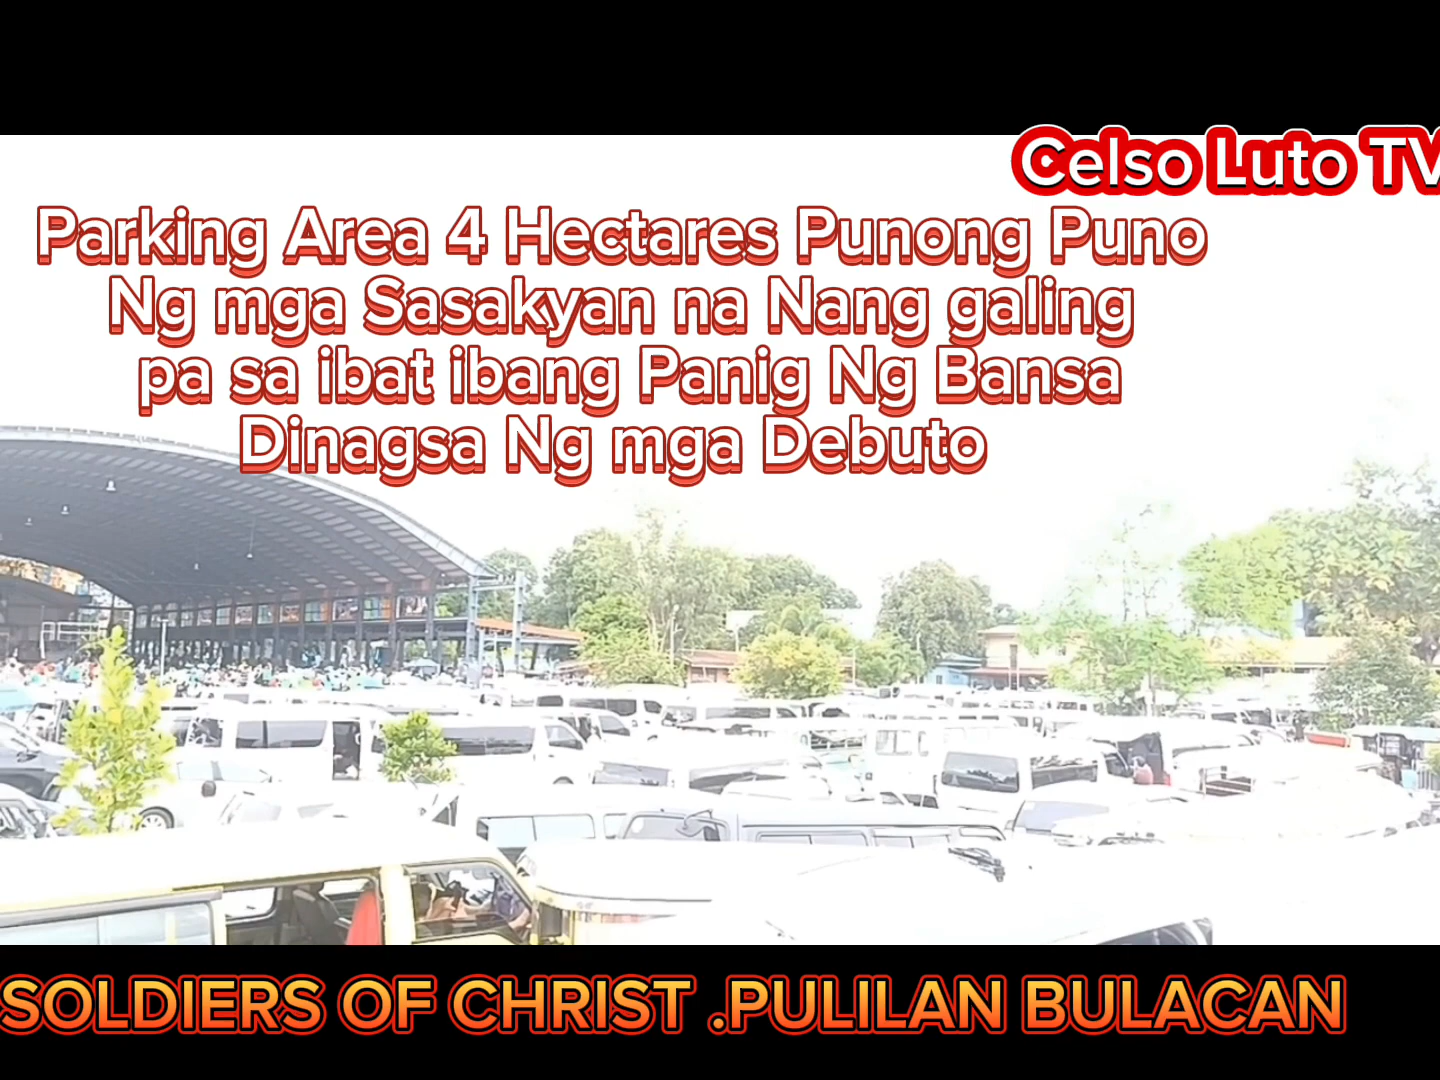 Celso Luto TV
Parking Area 4 Hectares Punong Puno
Ng mga Sasakyan na Nang galing
pa sa ibat ibang Panig Ng Bansa
Dinagsa Ng mga Debuto
SOLDIERS OF CHRIST .PULILAN BULACAN